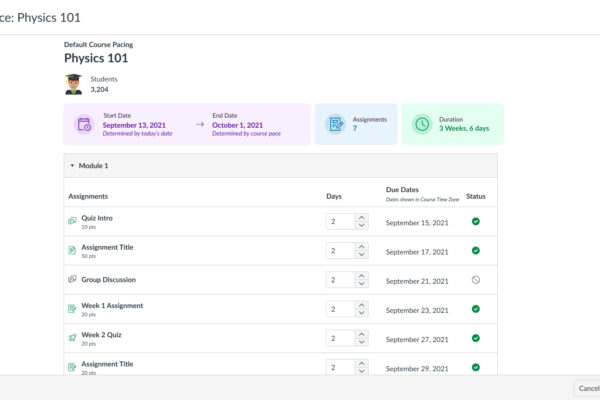 ce: Physics 101
Default Course Pacing
Physics 101
Students
3,204
Start Date
September 13, 2021
Determined by today's date
End Date
October 1, 2021
Determined by course pace
Assignments
7
Duration
3 Weeks, 6 days
Module 1
Assignments Days Due Dates Status
Dates shown in Course Time Zone
Quiz Intro
10 pts
2 September 15, 2021
Assignment Title
50 pts
2 September 17, 2021
Group Discussion 2 September 21, 2021
Week 1 Assignment
20 pts
2 September 23, 2021
Week 2 Quiz
20 pts
2 September 27, 2021
Assignment Title
20 pts
2 September 29, 2021
Cancel